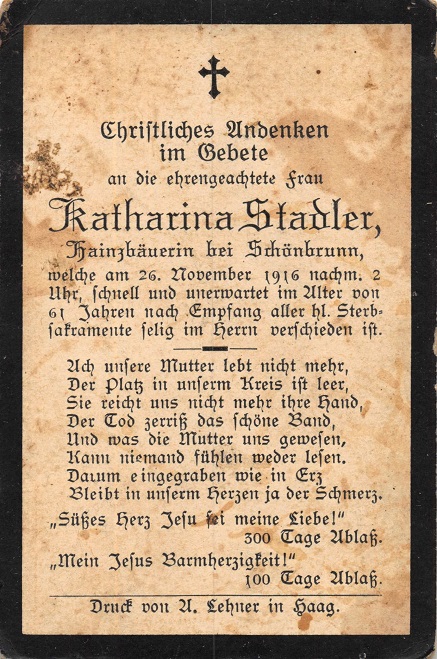 Christliches Andenken
im Gebete
an die ehrengeachtete Frau
Katharina Stadler,
Hainzbäuerin bei Schönbrunn,
welche am 26. November 1916 nachm. 2
Uhr, schnell und unerwartet im Alter von
61 Jahren nach Empfang aller hl. Sterb-
sakramente selig im Herrn verschieden ist.
Ach unsere Mutter lebt nicht mehr,
Der Platz in unserm Kreis ist leer,
Sie reicht uns nicht mehr ihre Hand,
Der Tod zerriß das schöne Band,
Und was die Mutter uns gewesen,
Kann niemand fühlen weder lesen.
Darum eingegraben wie in Erz
Bleibt in unserm Herzen ja der Schmerz.
„Süßes Herz Jesu sei meine Liebe!"
300 Tage Ablaß.
„Mein Jesus Barmherzigkeit!"
100 Tage Ablaß.
Druck von A. Lehner in Haag.